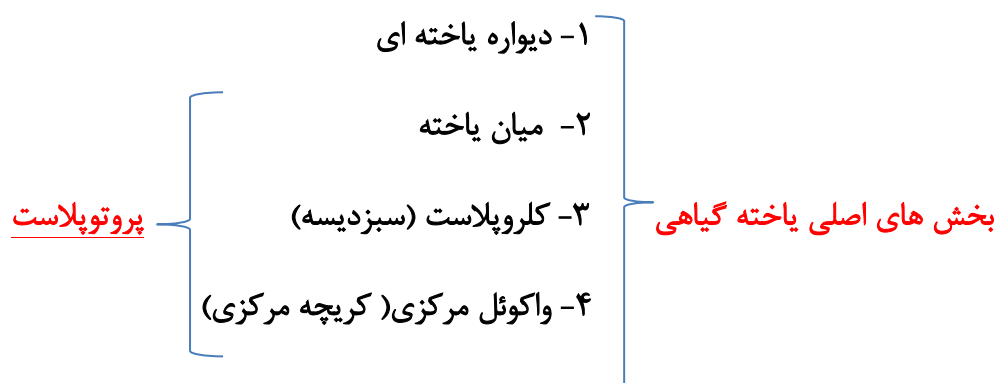 بخش های اصلی یاخته گیاهی
۱- دیواره یاخته ای
۲- میان یاخته
۳- کلروپلاست (سبزدیسه)
۴- واکوئل مرکزی( کریچه مرکزی)
پروتوپلاست